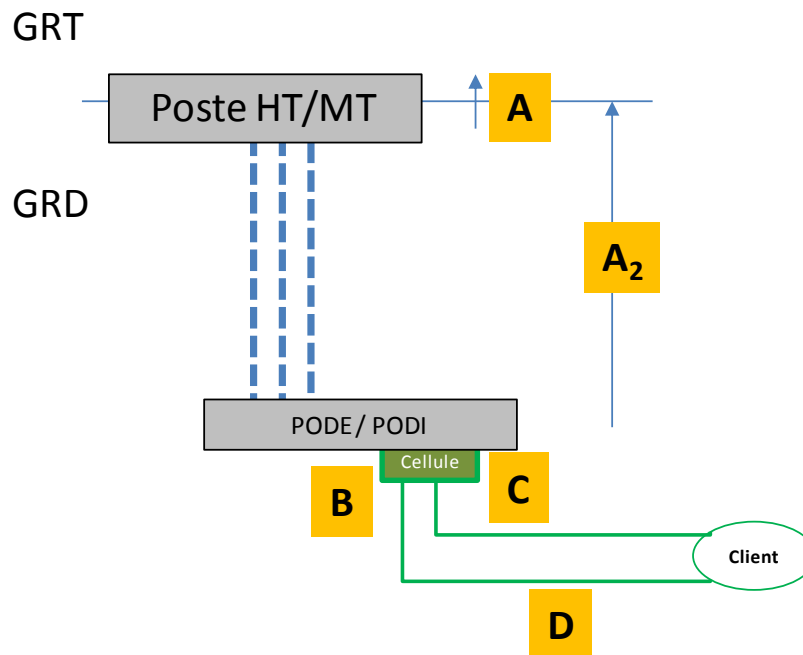 GRT
Poste HT/MT
A
GRD
A₂
PODE / PODI
Cellule
B
C
Client
D